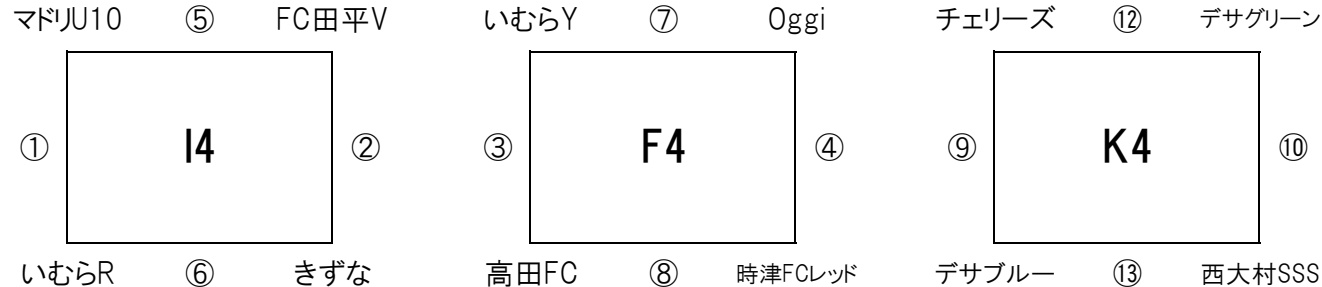 マドリU10 ⑤ FC田平V いむらY ⑦ Oggi チェリーズ ⑫ デサグリーン
① I4 ② ③ F4 ④ ⑨ K4 ⑩
いむらR ⑥ きずな 高田FC ⑧ 時津FCレッド デサブルー ⑬ 西大村SSS